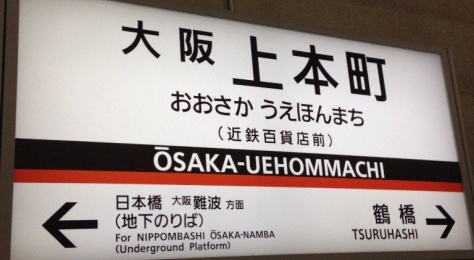 大阪上本町
おおさか うえほんまち
(近鉄百貨店前)
ŌSAKA-UEHOMMACHI
日本橋 大阪難波 方面
(地下のりば)
For NIPPOMBASHI ŌSAKA-NAMBA
(Underground Platform)
鶴橋
TSURUHASHI